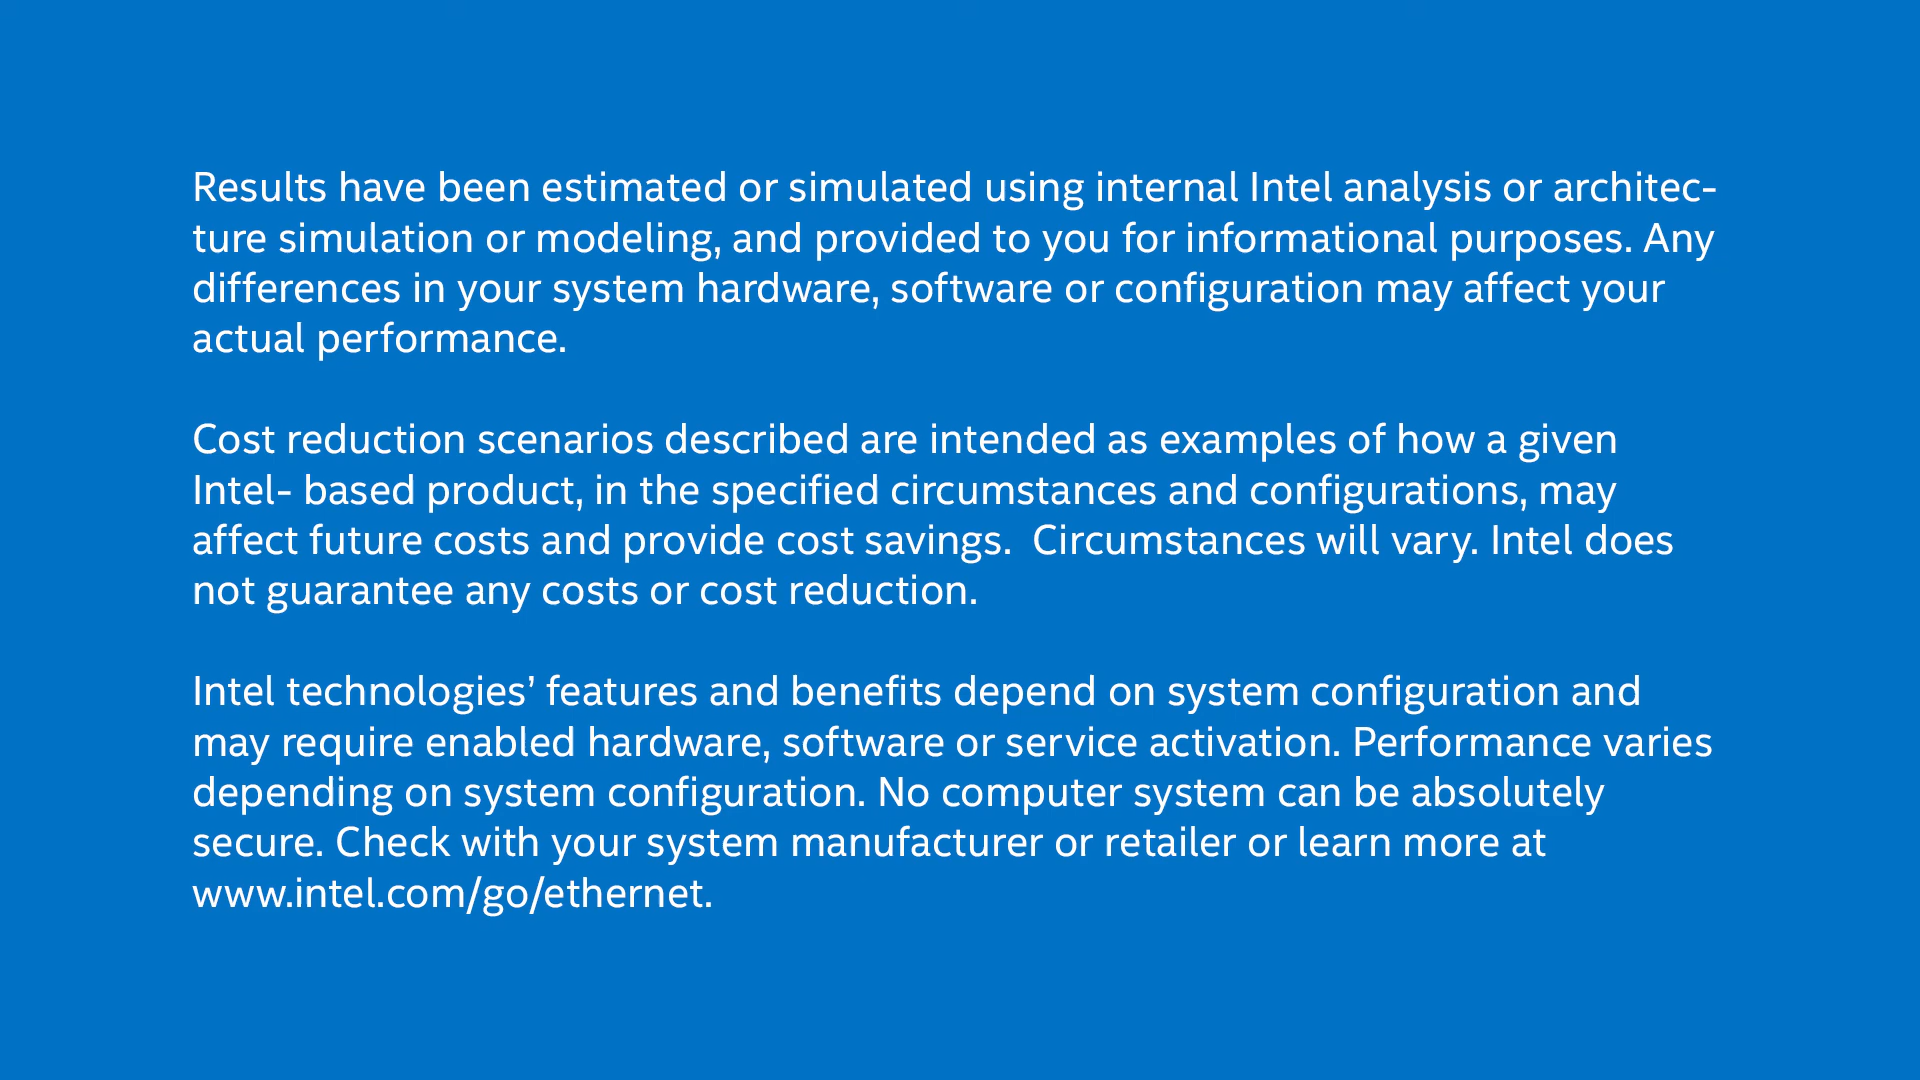 Results have been estimated or simulated using internal Intel analysis or architec-
ture simulation or modeling, and provided to you for informational purposes. Any
differences in your system hardware, software or configuration may affect your
actual performance.
Cost reduction scenarios described are intended as examples of how a given
Intel- based product, in the specified circumstances and configurations, may
affect future costs and provide cost savings.  Circumstances will vary. Intel does
not guarantee any costs or cost reduction.
Intel technologies’ features and benefits depend on system configuration and
may require enabled hardware, software or service activation. Performance varies
depending on system configuration. No computer system can be absolutely
secure. Check with your system manufacturer or retailer or learn more at
www.intel.com/go/ethernet.